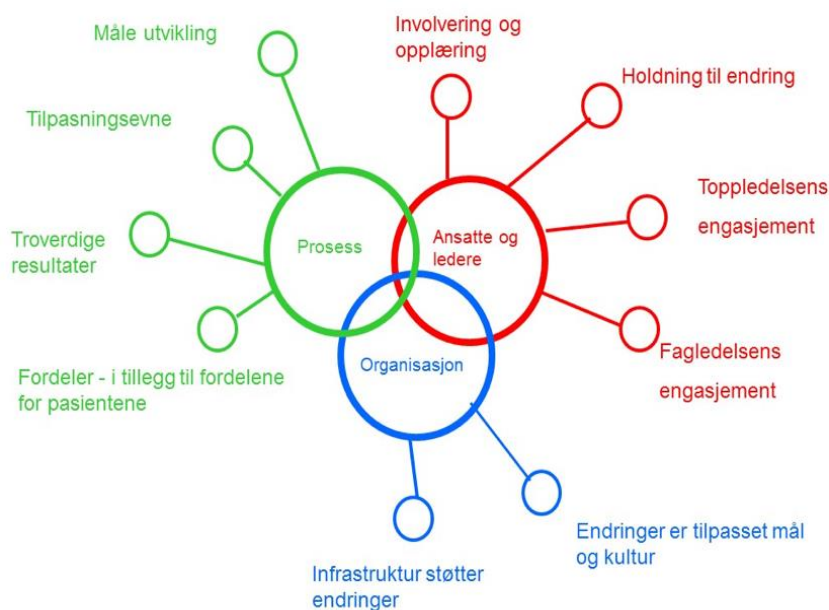 Måle utvikling
Tilpasningsevne
Troverdige
resultater
Fordeler - i tillegg til fordelene
for pasientene
Prosess
Involvering og
opplæring
Holdning til endring
Toppledelsens
engasjement
Fagledelsens
engasjement
Ansatte og
ledere
Organisasjon
Infrastruktur støtter
endringer
Endringer er tilpasset mål
og kultur